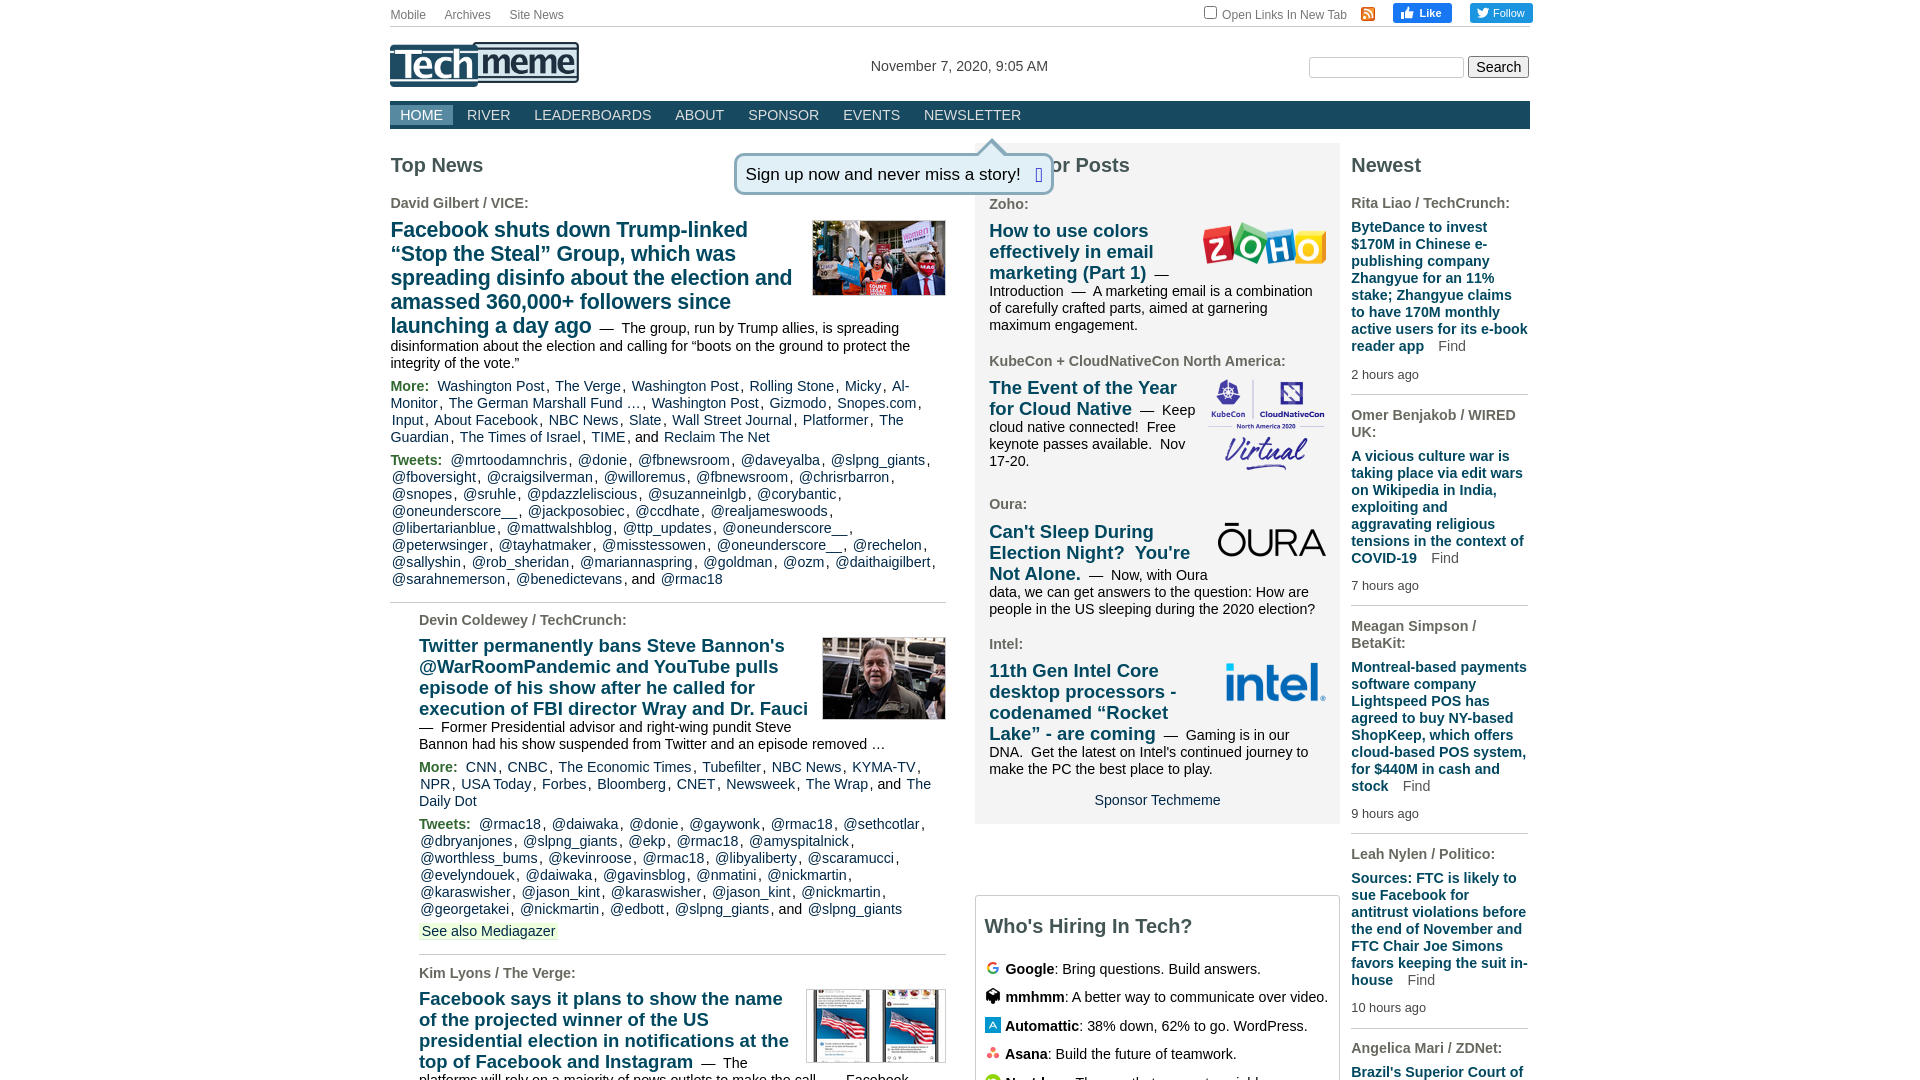 Mobile Archives Site News
Open Links In New Tab
Like
Follow
Techmeme
November 7, 2020, 9:05 AM
Search
HOME RIVER LEADERBOARDS ABOUT SPONSOR EVENTS NEWSLETTER
Sign up now and never miss a story!
Top News
David Gilbert / VICE:
Facebook shuts down Trump-linked
“Stop the Steal” Group, which was
spreading disinfo about the election and
amassed 360,000+ followers since
launching a day ago — The group, run by Trump allies, is spreading
disinformation about the election and calling for “boots on the ground to protect the
integrity of the vote.”
More: Washington Post, The Verge, Washington Post, Rolling Stone, Micky, Al-
Monitor, The German Marshall Fund …, Washington Post, Gizmodo, Snopes.com,
Input, About Facebook, NBC News, Slate, Wall Street Journal, Platformer, The
Guardian, The Times of Israel, TIME, and Reclaim The Net
Tweets: @mrtoodamnchris, @donie, @fbnewsroom, @daveyalba, @slpng_giants,
@fboversight, @craigsilverman, @willoremus, @fbnewsroom, @chrisrbarron,
@snopes, @sruhle, @pdazzleliscious, @suzanneinlgb, @corybantic,
@oneunderscore__, @jackposobiec, @ccdhate, @realjameswoods,
@libertarianblue, @mattwalshblog, @ttp_updates, @oneunderscore__,
@peterwsinger, @tayhatmaker, @misstessowen, @oneunderscore__, @rechelon,
@sallyshin, @rob_sheridan, @mariannaspring, @goldman, @ozm, @daithaigilbert,
@sarahnemerson, @benedictevans, and @rmac18
Devin Coldewey / TechCrunch:
Twitter permanently bans Steve Bannon's
@WarRoomPandemic and YouTube pulls
episode of his show after he called for
execution of FBI director Wray and Dr. Fauci
— Former Presidential advisor and right-wing pundit Steve
Bannon had his show suspended from Twitter and an episode removed …
More: CNN, CNBC, The Economic Times, Tubefilter, NBC News, KYMA-TV,
NPR, USA Today, Forbes, Bloomberg, CNET, Newsweek, The Wrap, and The
Daily Dot
Tweets: @rmac18, @daiwaka, @donie, @gaywonk, @rmac18, @sethcotlar,
@dbryanjones, @slpng_giants, @ekp, @rmac18, @amyspitalnick,
@worthless_bums, @kevinroose, @rmac18, @libyaliberty, @scaramucci,
@evelyndouek, @daiwaka, @gavinsblog, @nmatini, @nickmartin,
@karaswisher, @jason_kint, @karaswisher, @jason_kint, @nickmartin,
@georgetakei, @nickmartin, @edbott, @slpng_giants, and @slpng_giants
See also Mediagazer
Kim Lyons / The Verge:
Facebook says it plans to show the name
of the projected winner of the US
presidential election in notifications at the
top of Facebook and Instagram — The
platforms will rely on a majority of news outlets to make the call — Facebook
or Posts
Zoho:
How to use colors
effectively in email
marketing (Part 1) —
Introduction — A marketing email is a combination
of carefully crafted parts, aimed at garnering
maximum engagement.
ZOHO
KubeCon + CloudNativeCon North America:
The Event of the Year
for Cloud Native — Keep
cloud native connected! Free
keynote passes available. Nov
17-20.
KubeCon CloudNativeCon
North America 2020
Virtual
Oura:
Can't Sleep During
Election Night? You're
Not Alone. — Now, with Oura
data, we can get answers to the question: How are
people in the US sleeping during the 2020 election?
ŌURA
Intel:
11th Gen Intel Core
desktop processors -
codenamed “Rocket
Lake” - are coming — Gaming is in our
DNA. Get the latest on Intel's continued journey to
make the PC the best place to play.
intel
Sponsor Techmeme
Who's Hiring In Tech?
Google: Bring questions. Build answers.
mmhmm: A better way to communicate over video.
Automattic: 38% down, 62% to go. WordPress.
Asana: Build the future of teamwork.
Newest
Rita Liao / TechCrunch:
ByteDance to invest
$170M in Chinese e-
publishing company
Zhangyue for an 11%
stake; Zhangyue claims
to have 170M monthly
active users for its e-book
reader app Find
2 hours ago
Omer Benjakob / WIRED
UK:
A vicious culture war is
taking place via edit wars
on Wikipedia in India,
exploiting and
aggravating religious
tensions in the context of
COVID-19 Find
7 hours ago
Meagan Simpson /
BetaKit:
Montreal-based payments
software company
Lightspeed POS has
agreed to buy NY-based
ShopKeep, which offers
cloud-based POS system,
for $440M in cash and
stock Find
9 hours ago
Leah Nylen / Politico:
Sources: FTC is likely to
sue Facebook for
antitrust violations before
the end of November and
FTC Chair Joe Simons
favors keeping the suit in-
house Find
10 hours ago
Angelica Mari / ZDNet:
Brazil's Superior Court of